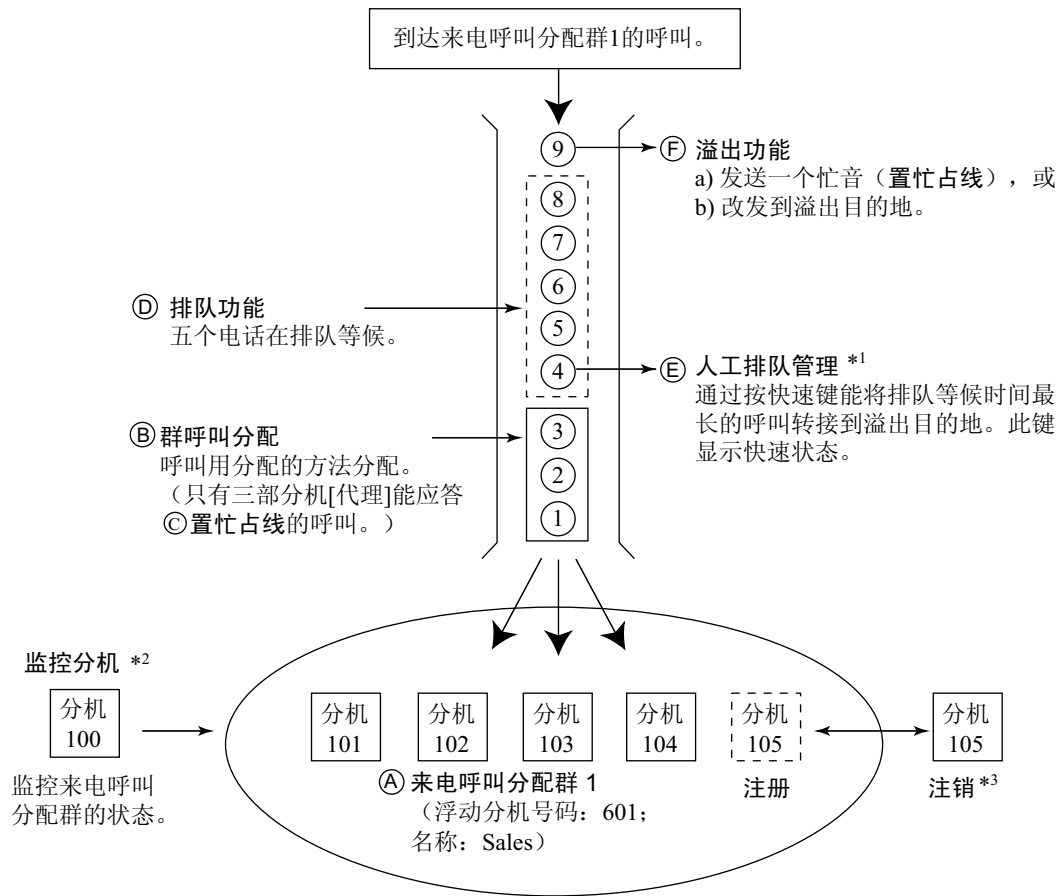 到达来电呼叫分配群1的呼叫。
9
Ⓕ 溢出功能
a) 发送一个忙音（置忙占线），或
b) 改发到溢出目的地。
8
7
6
5
4
Ⓓ 排队功能
五个电话在排队等候。
Ⓔ 人工排队管理 *1
通过按快速键能将排队等候时间最
长的呼叫转接到溢出目的地。此键
显示快速状态。
Ⓑ 群呼叫分配
呼叫用分配的方法分配。
（只有三部分机[代理]能应答
Ⓒ置忙占线的呼叫。）
3
2
1
监控分机 *2
分机
100
监控来电呼叫
分配群的状态。
分机
101
分机
102
分机
103
分机
104
分机
105
注册
分机
105
注销 *3
Ⓐ 来电呼叫分配群 1
（浮动分机号码：601；
名称：Sales）